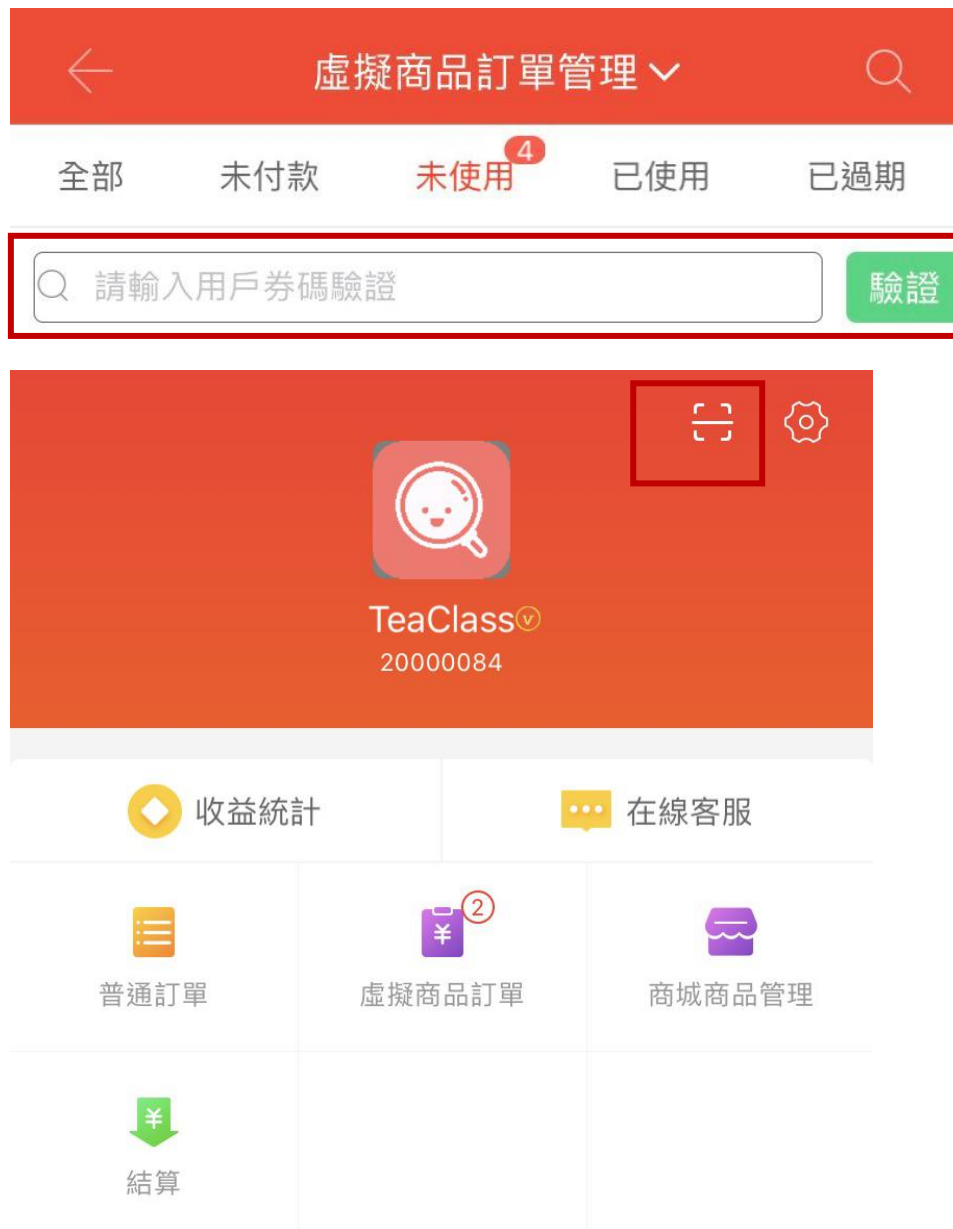 虛擬商品訂單管理
全部 未付款 未使用 4 已使用 已過期
請輸入用戶券碼驗證 驗證
TeaClass v
20000084
收益統計 在線客服
¥ 2
普通訂單 虛擬商品訂單 商城商品管理
¥
結算